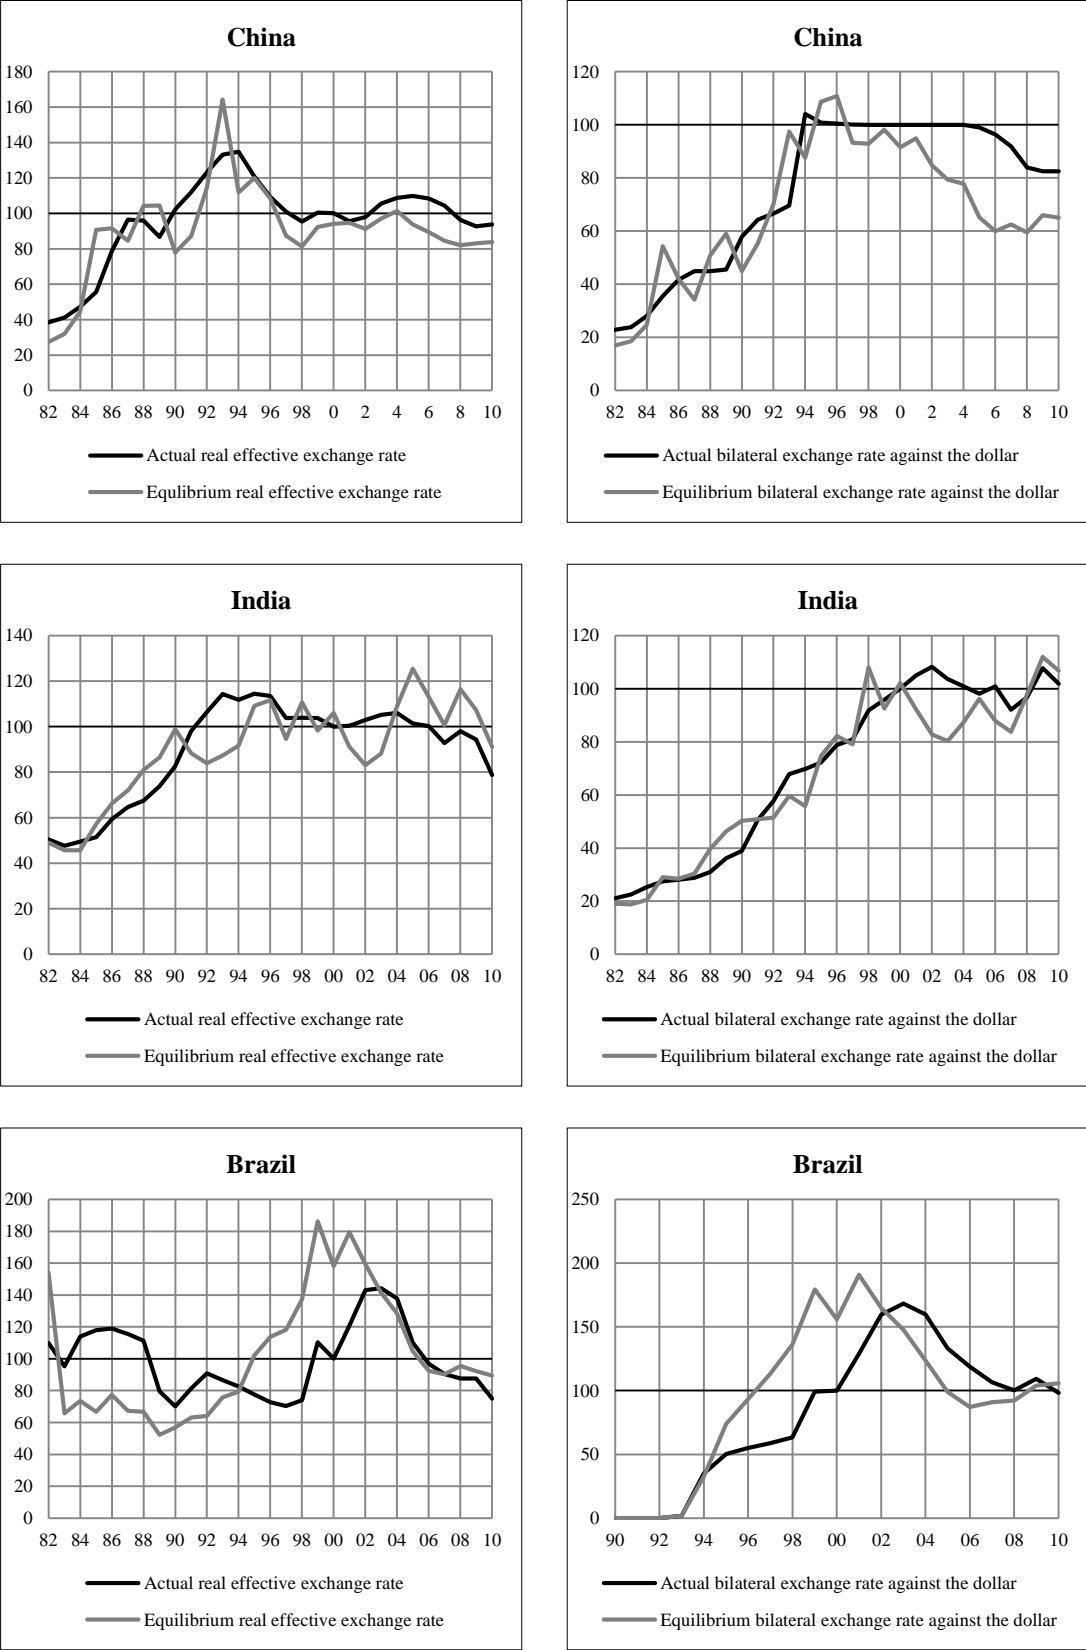 China
180
160
140
120
100
80
60
40
20
0
82 84 86 88 90 92 94 96 98 0 2 4 6 8 10
Actual real effective exchange rate
Equlibrium real effective exchange rate
China
120
100
80
60
40
20
0
82 84 86 88 90 92 94 96 98 0 2 4 6 8 10
Actual bilateral exchange rate against the dollar
Equilibrium bilateral exchange rate against the dollar
India
140
120
100
80
60
40
20
0
82 84 86 88 90 92 94 96 98 00 02 04 06 08 10
Actual real effective exchange rate
Equilibrium real effective exchange rate
India
120
100
80
60
40
20
0
82 84 86 88 90 92 94 96 98 00 02 04 06 08 10
Actual bilateral exchange rate against the dollar
Equilibrium bilateral exchange rate against the dollar
Brazil
200
180
160
140
120
100
80
60
40
20
0
82 84 86 88 90 92 94 96 98 00 02 04 06 08 10
Actual real effective exchange rate
Equilibrium real effective exchange rate
Brazil
250
200
150
100
50
0
90 92 94 96 98 00 02 04 06 08 10
Actual bilateral exchange rate against the dollar
Equilibrium bilateral exchange rate against the dollar